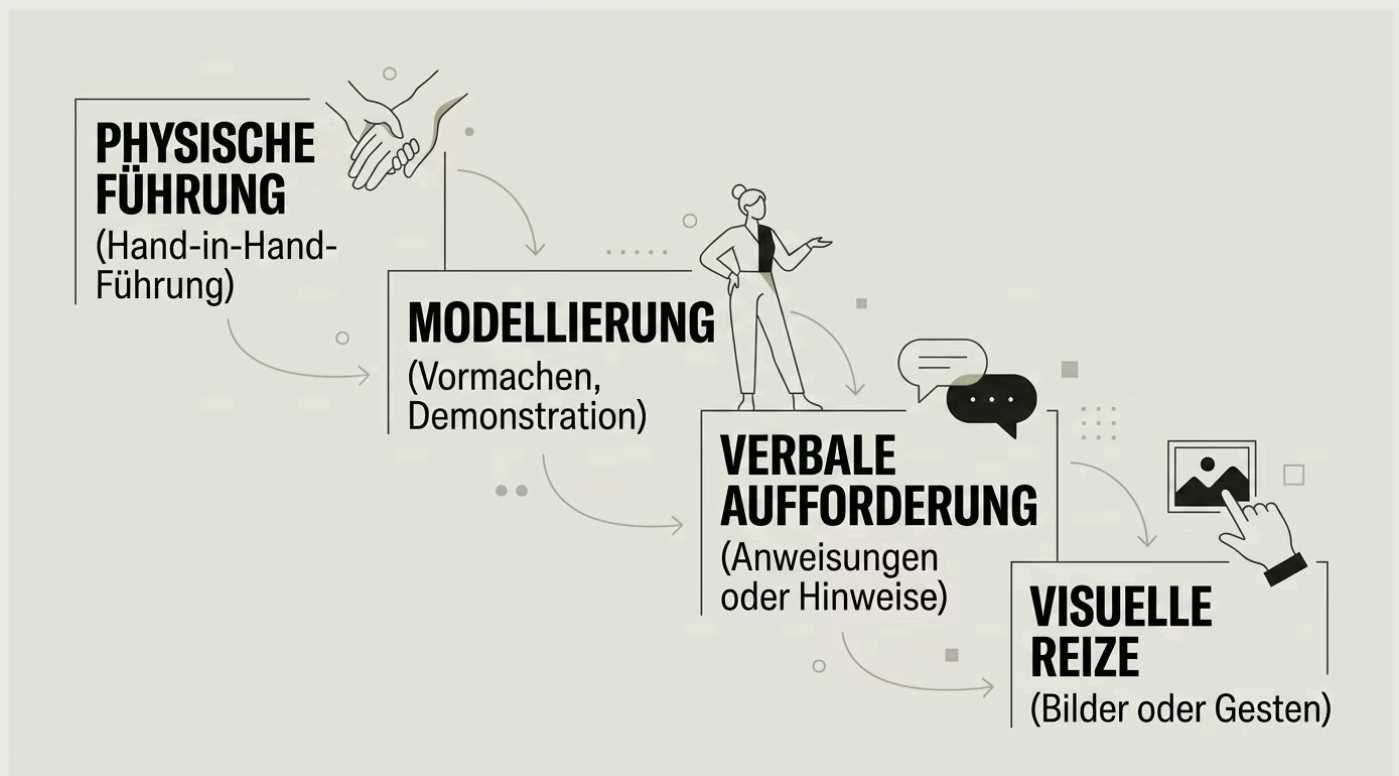 PHYSISCHE
FÜHRUNG
(Hand-in-Hand-
Führung)
MODELLIERUNG
(Vormachen,
Demonstration)
VERBALE
AUFFORDERUNG
(Anweisungen
oder Hinweise)
VISUELLE
REIZE
(Bilder oder Gesten)